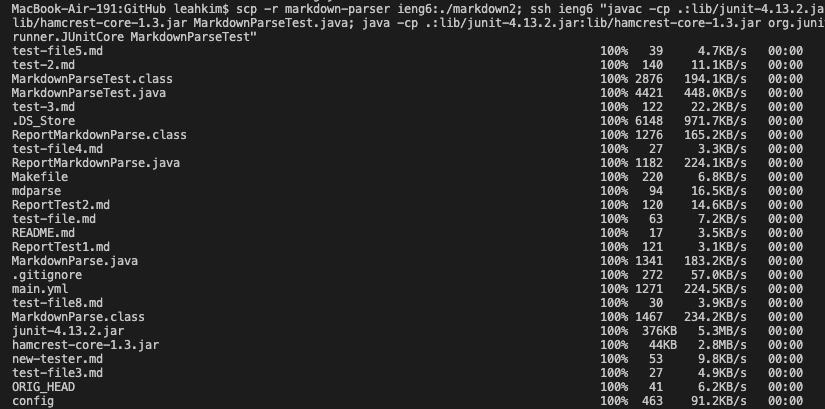 MacBook-Air-191:GitHub leahkim$ scp -r markdown-parser ieng6:./markdown2; ssh ieng6 "javac -cp .:lib/junit-4.13.2.ja
lib/hamcrest-core-1.3.jar MarkdownParseTest.java; java -cp .:lib/junit-4.13.2.jar:lib/hamcrest-core-1.3.jar org.juni
runner.JUnitCore MarkdownParseTest"
test-file5.md 100% 39 4.7KB/s 00:00
test-2.md 100% 140 11.1KB/s 00:00
MarkdownParseTest.class 100% 2876 194.1KB/s 00:00
MarkdownParseTest.java 100% 4421 448.0KB/s 00:00
test-3.md 100% 122 22.2KB/s 00:00
.DS_Store 100% 6148 971.7KB/s 00:00
ReportMarkdownParse.class 100% 1276 165.2KB/s 00:00
test-file4.md 100% 27 3.3KB/s 00:00
ReportMarkdownParse.java 100% 1182 224.1KB/s 00:00
Makefile 100% 220 6.8KB/s 00:00
mdparse 100% 94 16.5KB/s 00:00
ReportTest2.md 100% 120 14.6KB/s 00:00
test-file.md 100% 63 7.2KB/s 00:00
README.md 100% 17 3.5KB/s 00:00
ReportTest1.md 100% 121 3.1KB/s 00:00
MarkdownParse.java 100% 1341 183.2KB/s 00:00
.gitignore 100% 272 57.0KB/s 00:00
main.yml 100% 1271 224.5KB/s 00:00
test-file8.md 100% 30 3.9KB/s 00:00
MarkdownParse.class 100% 1467 234.2KB/s 00:00
junit-4.13.2.jar 100% 376KB 5.3MB/s 00:00
hamcrest-core-1.3.jar 100% 44KB 2.8MB/s 00:00
new-tester.md 100% 53 9.8KB/s 00:00
test-file3.md 100% 27 4.9KB/s 00:00
ORIG_HEAD 100% 41 6.2KB/s 00:00
config 100% 463 91.2KB/s 00:00